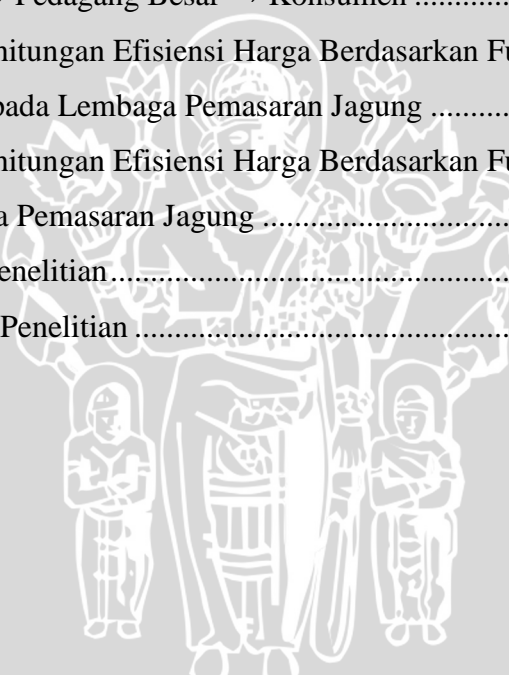 Pedagang Besar → Konsumen ..............
hitungan Efisiensi Harga Berdasarkan Fu
pada Lembaga Pemasaran Jagung ............
hitungan Efisiensi Harga Berdasarkan Fu
a Pemasaran Jagung ..................................
enelitian......................................................
Penelitian ..................................................